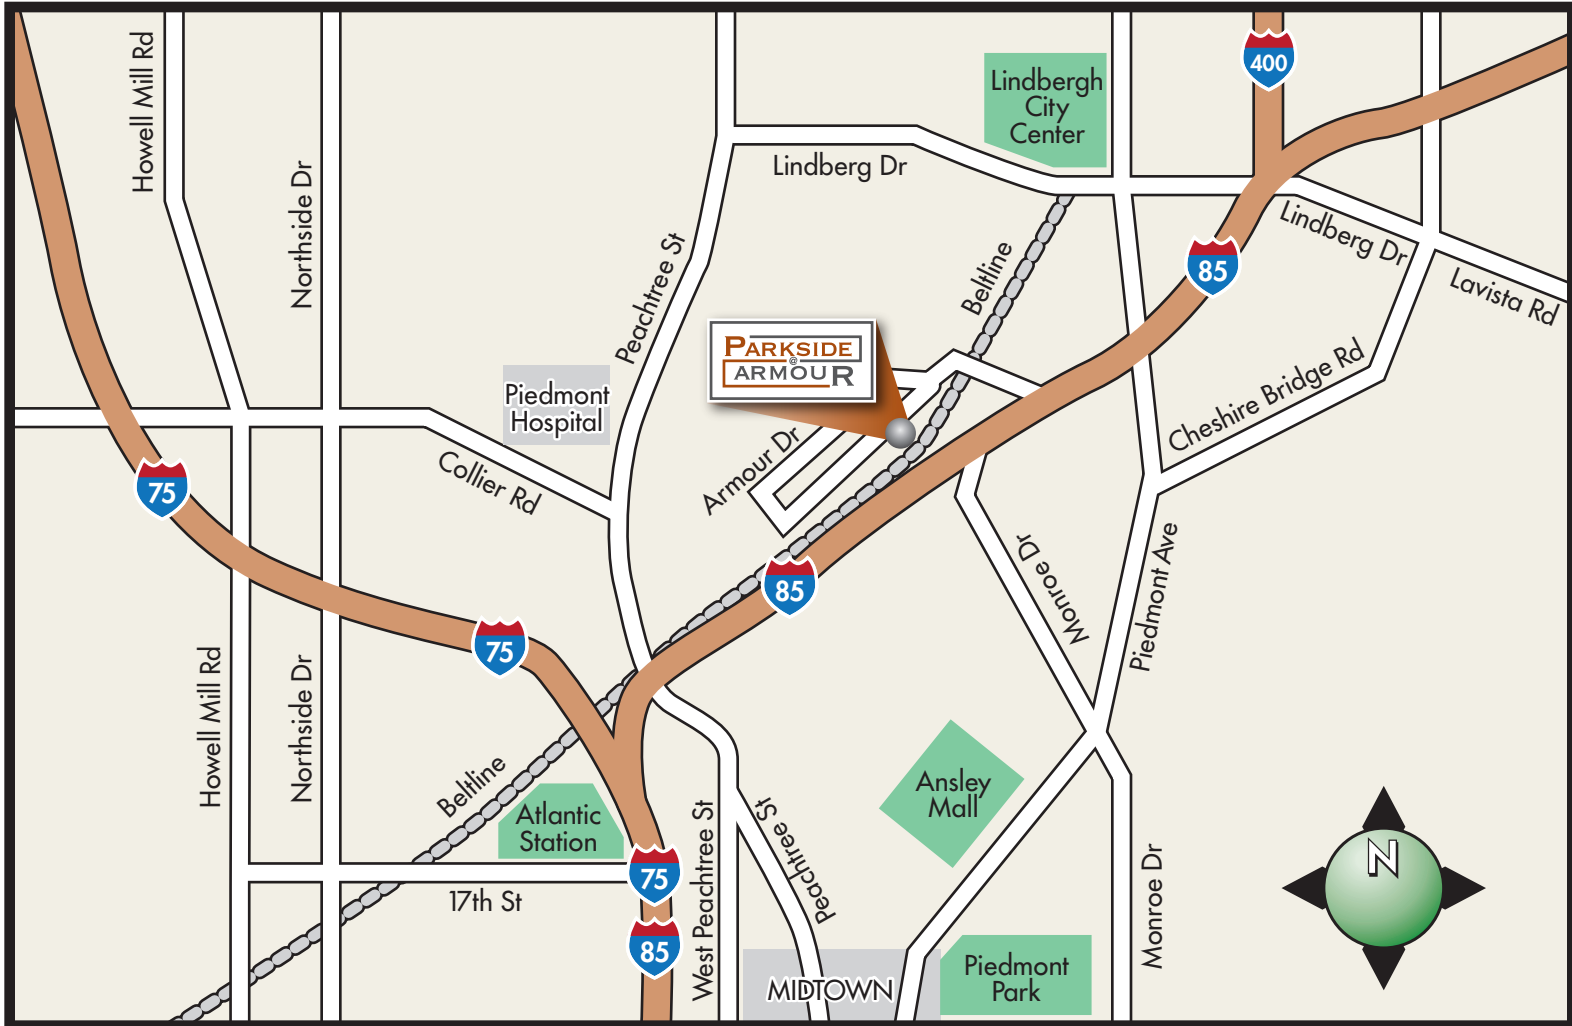 Howell Mill Rd
Northside Dr
Peachtree St
Lindberg Dr
Lindbergh
City
Center
400
Beltline
85
Lindberg Dr
Lavista Rd
PARKSIDE
@
ARMOUR
Piedmont
Hospital
Collier Rd
Armour Dr
Cheshire Bridge Rd
75
85
Monroe Dr
Piedmont Ave
75
Howell Mill Rd
Northside Dr
Beltline
Atlantic
Station
Ansley
Mall
West Peachtree St
Peachtree St
75
17th St
85
Monroe Dr
N
MIDTOWN
Piedmont
Park